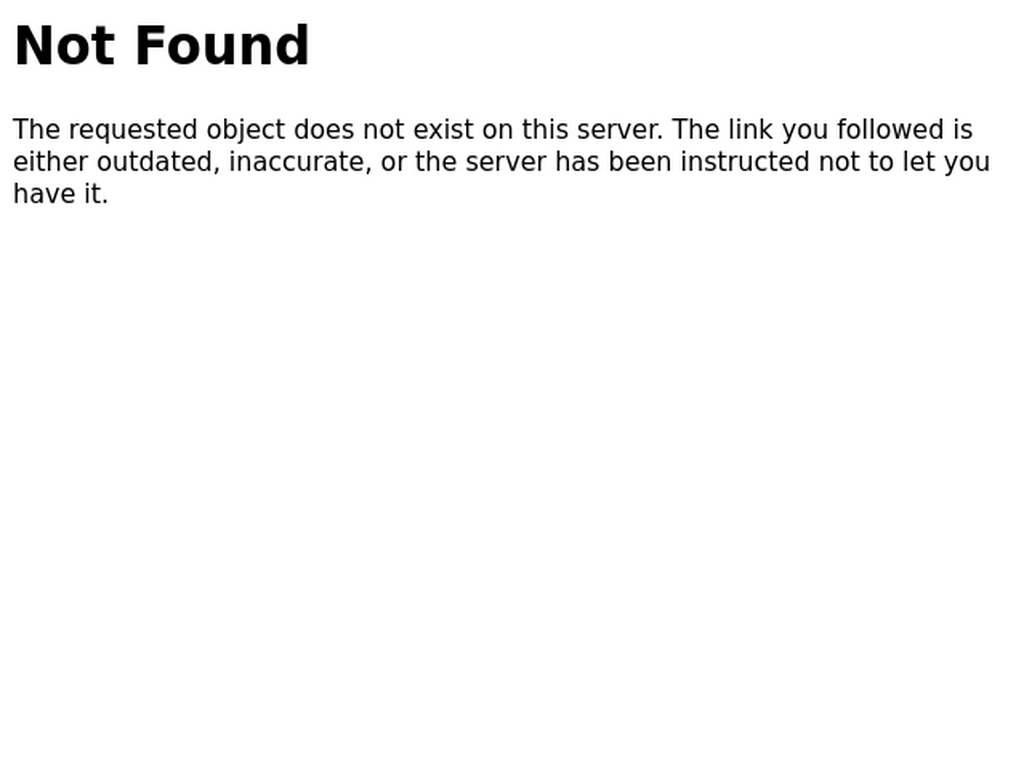 Not Found
The requested object does not exist on this server. The link you followed is
either outdated, inaccurate, or the server has been instructed not to let you
have it.